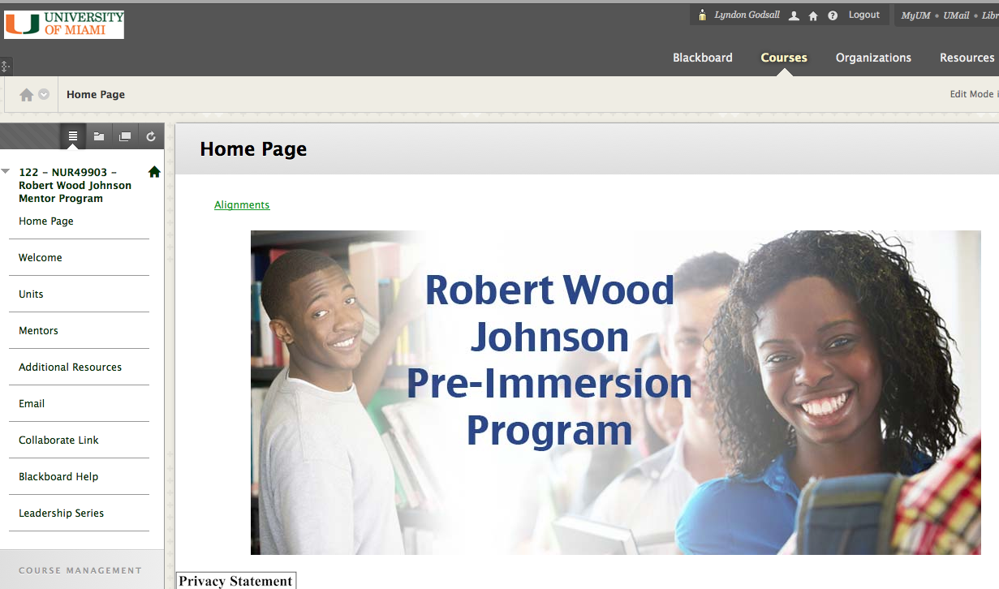 UNIVERSITY
OF MIAMI
Lyndon Godsall
Logout
MyUM • UMail •
Blackboard Courses Organizations Resources
Home Page
Edit Mode
Home Page
122 - NUR49903 -
Robert Wood Johnson
Mentor Program
Home Page
Welcome
Units
Mentors
Additional Resources
Email
Collaborate Link
Blackboard Help
Leadership Series
COURSE MANAGEMENT
Alignments
Robert Wood
Johnson
Pre-Immersion
Program
Privacy Statement